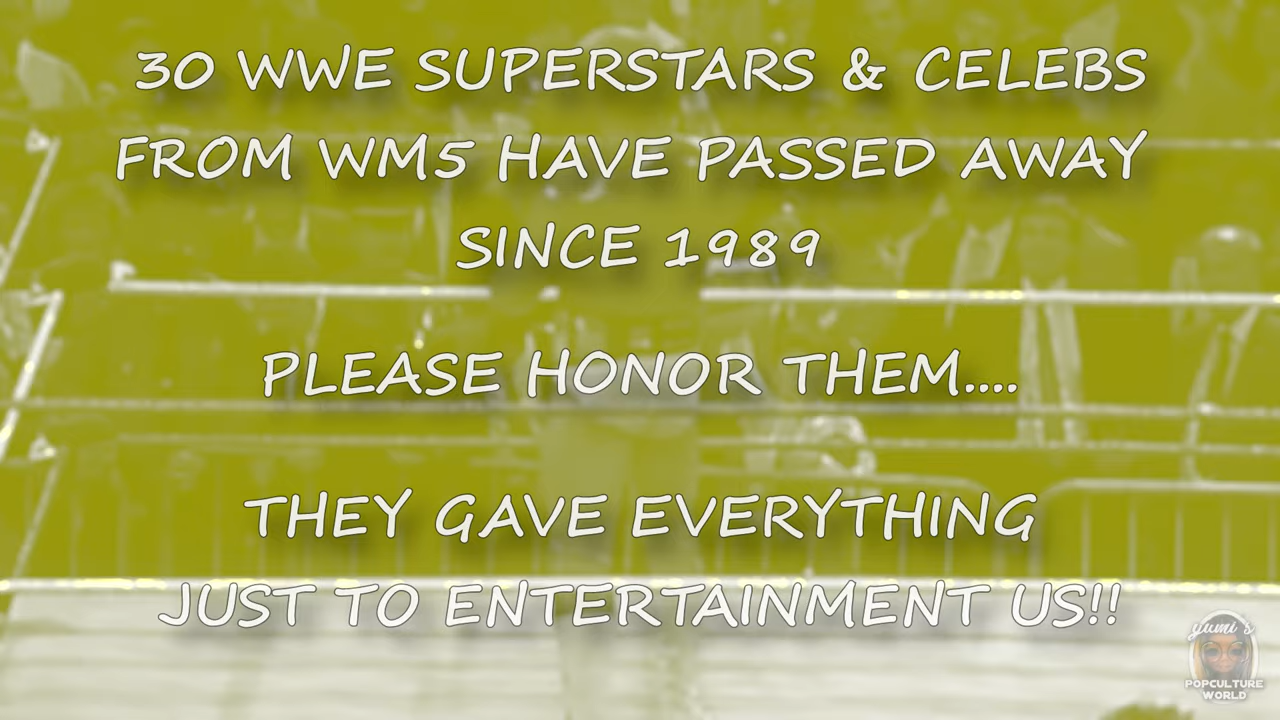 30 WWE SUPERSTARS & CELEBS
FROM WM5 HAVE PASSED AWAY
SINCE 1989
PLEASE HONOR THEM....
THEY GAVE EVERYTHING
JUST TO ENTERTAINMENT US!!
yumi's
POPCULTURE
WORLD